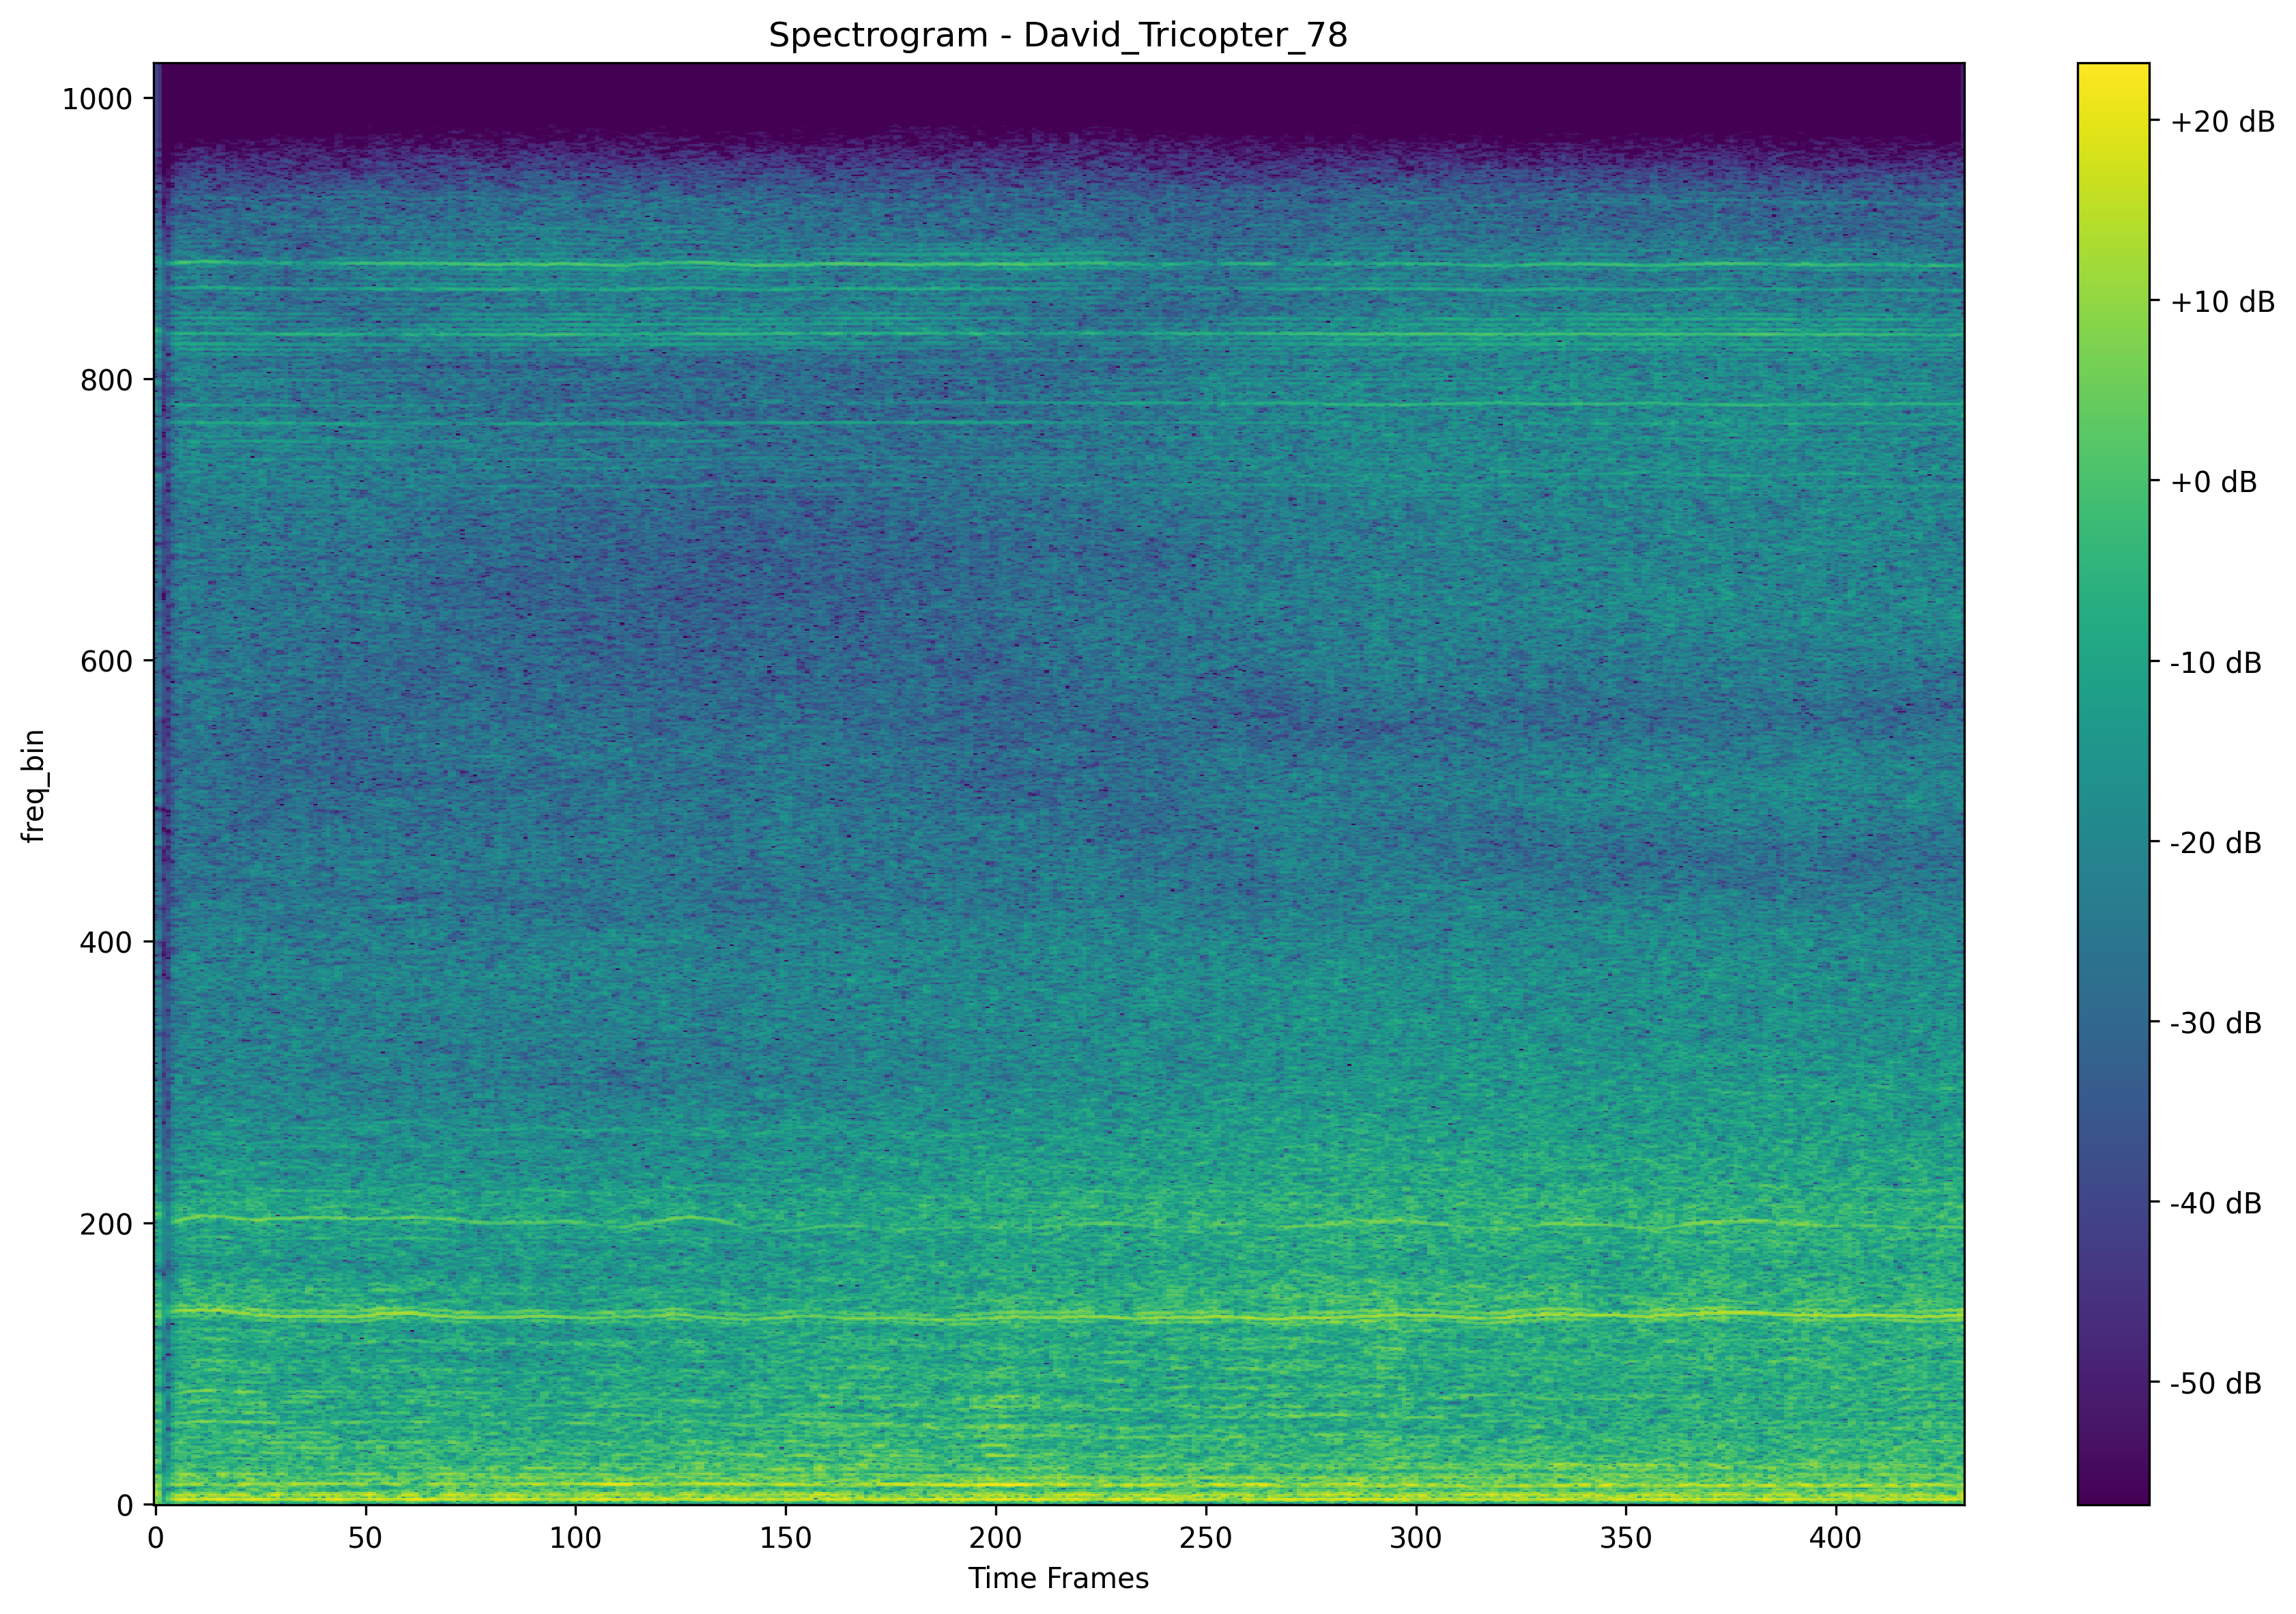 Spectrogram - David_Tricopter_78
freq_bin
1000
800
600
400
200
0
0 50 100 150 200 250 300 350 400
Time Frames
+20 dB
+10 dB
+0 dB
-10 dB
-20 dB
-30 dB
-40 dB
-50 dB